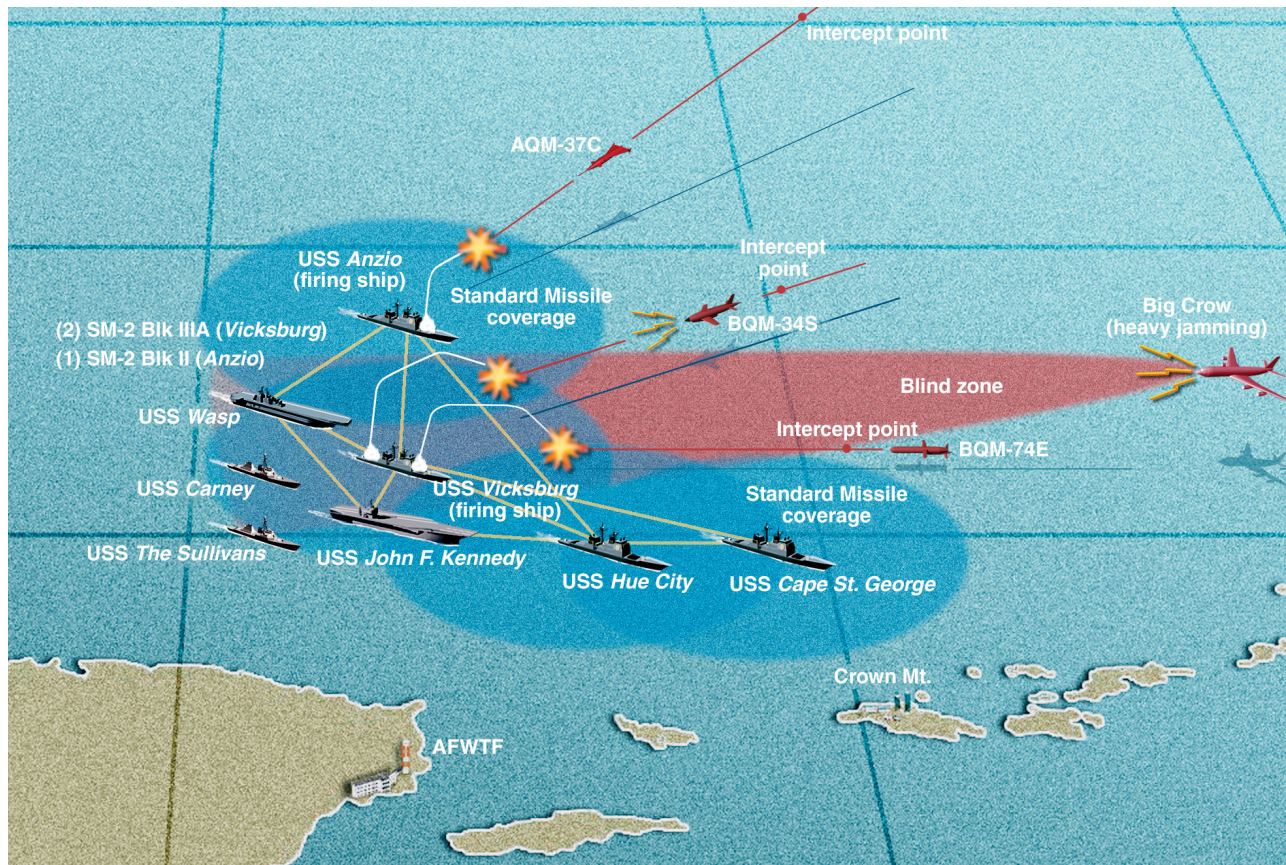 Intercept point
AQM-37C
USS Anzio
(firing ship)
Standard Missile
coverage
Intercept
point
BQM-34S
Big Crow
(heavy jamming)
(2) SM-2 Blk IIIA (Vicksburg)
(1) SM-2 Blk II (Anzio)
Blind zone
USS Wasp
Intercept point
BQM-74E
USS Carney
USS Vicksburg
(firing ship)
Standard Missile
coverage
USS The Sullivans
USS John F. Kennedy
USS Hue City
USS Cape St. George
Crown Mt.
AFWTF